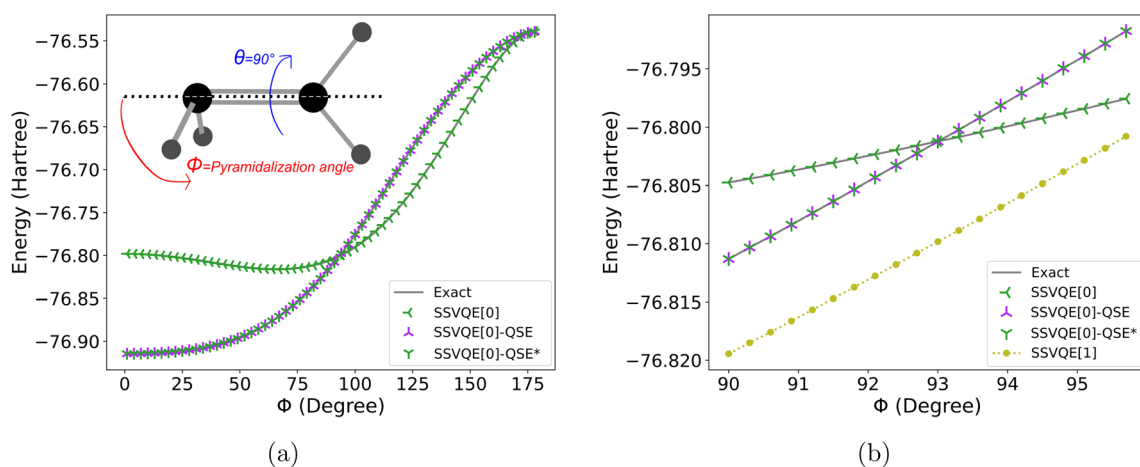 −76.55
−76.60
−76.65
−76.70
−76.75
−76.80
−76.85
−76.90
Energy (Hartree)
θ=90°
Φ=Pyramidalization angle
Exact
SSVQE[0]
SSVQE[0]-QSE
SSVQE[0]-QSE*
0 25 50 75 100 125 150 175
Φ (Degree)
(a)
−76.795
−76.800
−76.805
−76.810
−76.815
−76.820
Energy (Hartree)
Exact
SSVQE[0]
SSVQE[0]-QSE
SSVQE[0]-QSE*
SSVQE[1]
90 91 92 93 94 95
Φ (Degree)
(b)